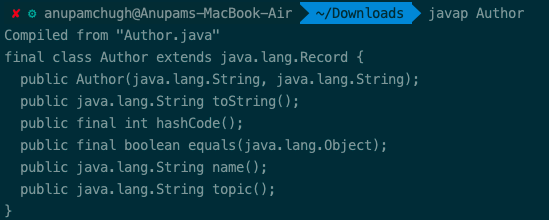 ✘ ⚙ anupamchugh@Anupams-MacBook-Air ~/Downloads javap Author
Compiled from "Author.java"
final class Author extends java.lang.Record {
  public Author(java.lang.String, java.lang.String);
  public java.lang.String toString();
  public final int hashCode();
  public final boolean equals(java.lang.Object);
  public java.lang.String name();
  public java.lang.String topic();
}